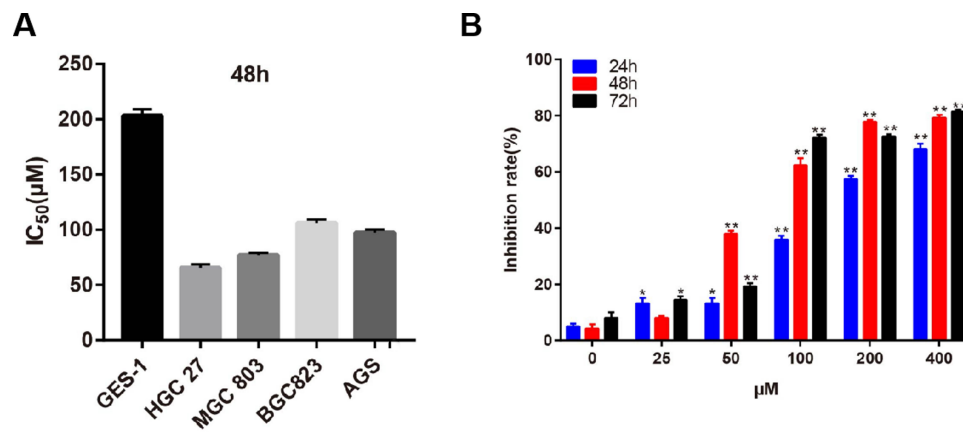 A
48h
IC50(µM)
250
200
150
100
50
0
GES-1
HGC 27
MGC 803
BGC823
AGS
B
24h
48h
72h
Inhibition rate(%)
100
80
60
40
20
0
* *
* * **
** ** **
** ** **
** ** **
0 25 50 100 200 400
µM